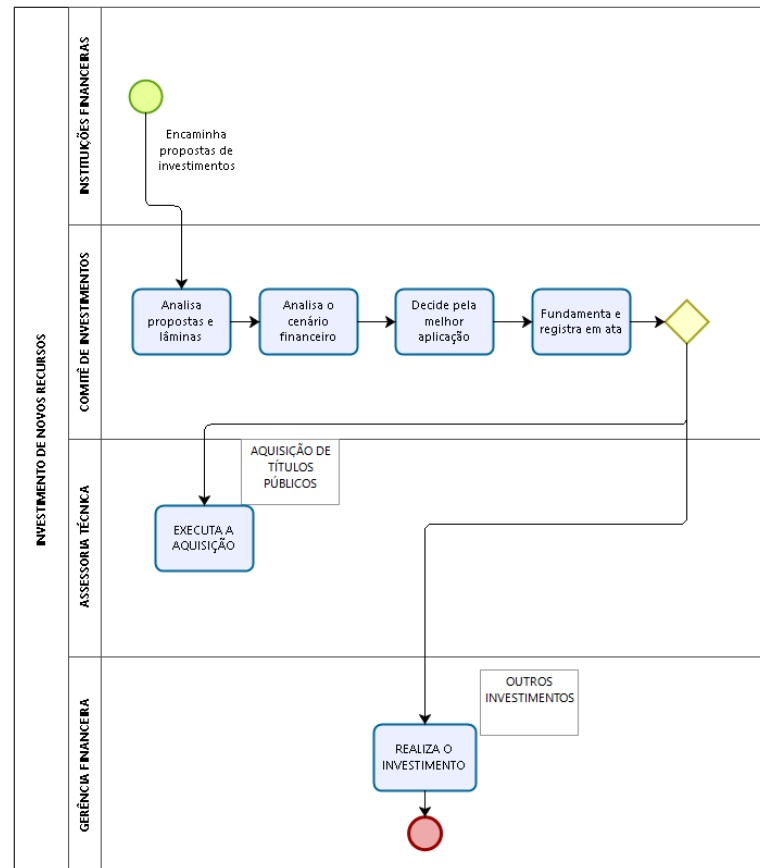 INVESTIMENTO DE NOVOS RECURSOS
INSTITUIÇÕES FINANCEIRAS
Encaminha
propostas de
investimentos
COMITÊ DE INVESTIMENTOS
Analisa
propostas e
lâminas
Analisa o
cenário
financeiro
Decide pela
melhor
aplicação
Fundamenta e
registra em ata
ASSESSORIA TÉCNICA
AQUISIÇÃO DE
TÍTULOS
PÚBLICOS
EXECUTA A
AQUISIÇÃO
GERÊNCIA FINANCEIRA
OUTROS
INVESTIMENTOS
REALIZA O
INVESTIMENTO